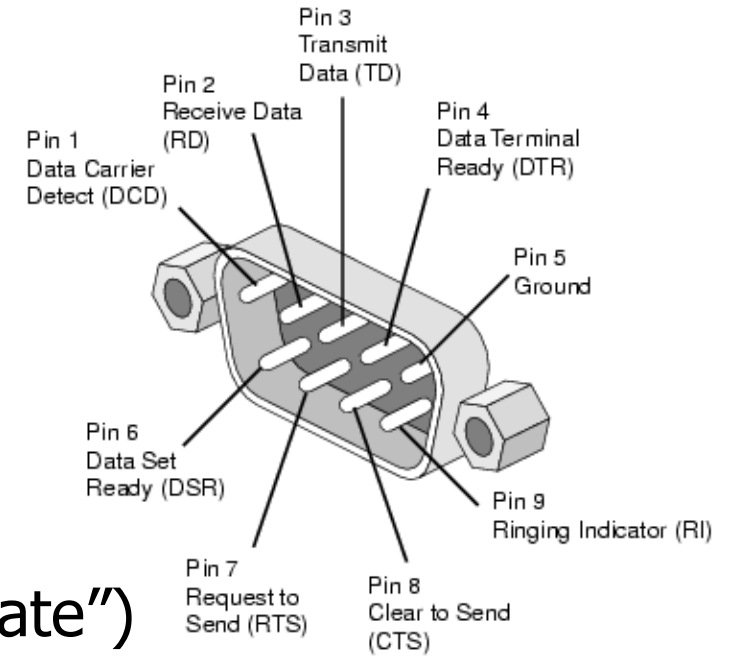 Pin 3
Transmit
Data (TD)
Pin 2
Receive Data
(RD)
Pin 4
Data Terminal
Ready (DTR)
Pin 1
Data Carrier
Detect (DCD)
Pin 5
Ground
Pin 6
Data Set
Ready (DSR)
Pin 9
Ringing Indicator (RI)
Pin 7
Request to
Send (RTS)
Pin 8
Clear to Send
(CTS)
ate”)